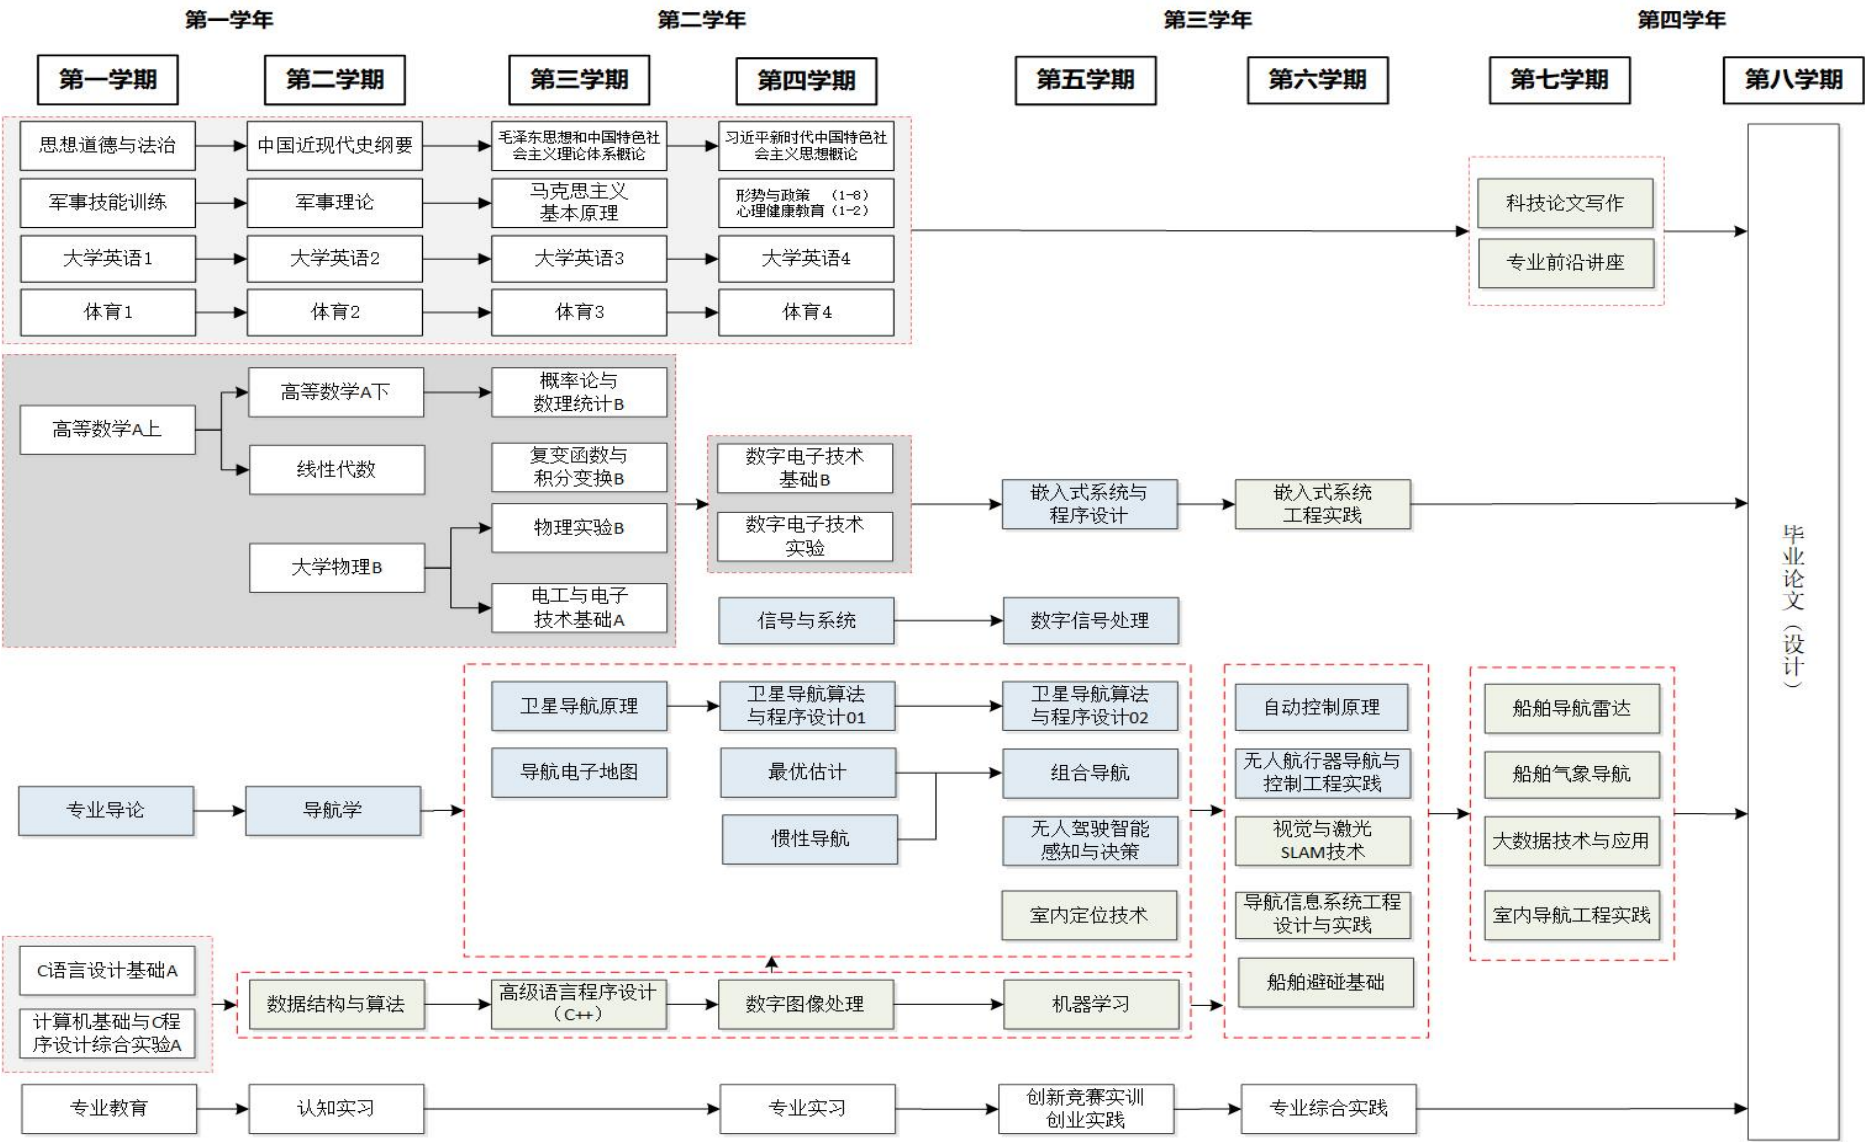 第一学年
第二学年
第三学年
第四学年
第一学期
第二学期
第三学期
第四学期
第五学期
第六学期
第七学期
第八学期
思想道德与法治
中国近现代史纲要
毛泽东思想和中国特色社
会主义理论体系概论
习近平新时代中国特色社
会主义思想概论
军事技能训练
军事理论
马克思主义
基本原理
形势与政策 (1-8)
心理健康教育(1-2)
大学英语1
大学英语2
大学英语3
大学英语4
体育1
体育2
体育3
体育4
科技论文写作
专业前沿讲座
高等数学A上
高等数学A下
线性代数
大学物理B
概率论与
数理统计B
复变函数与
积分变换B
物理实验B
电工与电子
技术基础A
数字电子技术
基础B
数字电子技术
实验
嵌入式系统与
程序设计
嵌入式系统
工程实践
信号与系统
数字信号处理
专业导论
导航学
卫星导航原理
导航电子地图
卫星导航算法
与程序设计01
最优估计
惯性导航
卫星导航算法
与程序设计02
组合导航
无人驾驶智能
感知与决策
室内定位技术
自动控制原理
无人航行器导航与
控制工程实践
视觉与激光
SLAM技术
导航信息系统工程
设计与实践
船舶避碰基础
船舶导航雷达
船舶气象导航
大数据技术与应用
室内导航工程实践
C语言设计基础A
计算机基础与C程
序设计综合实验A
数据结构与算法
高级语言程序设计
(C++)
数字图像处理
机器学习
专业教育
认知实习
专业实习
创新竞赛实训
创业实践
专业综合实践
毕业论文（设计）